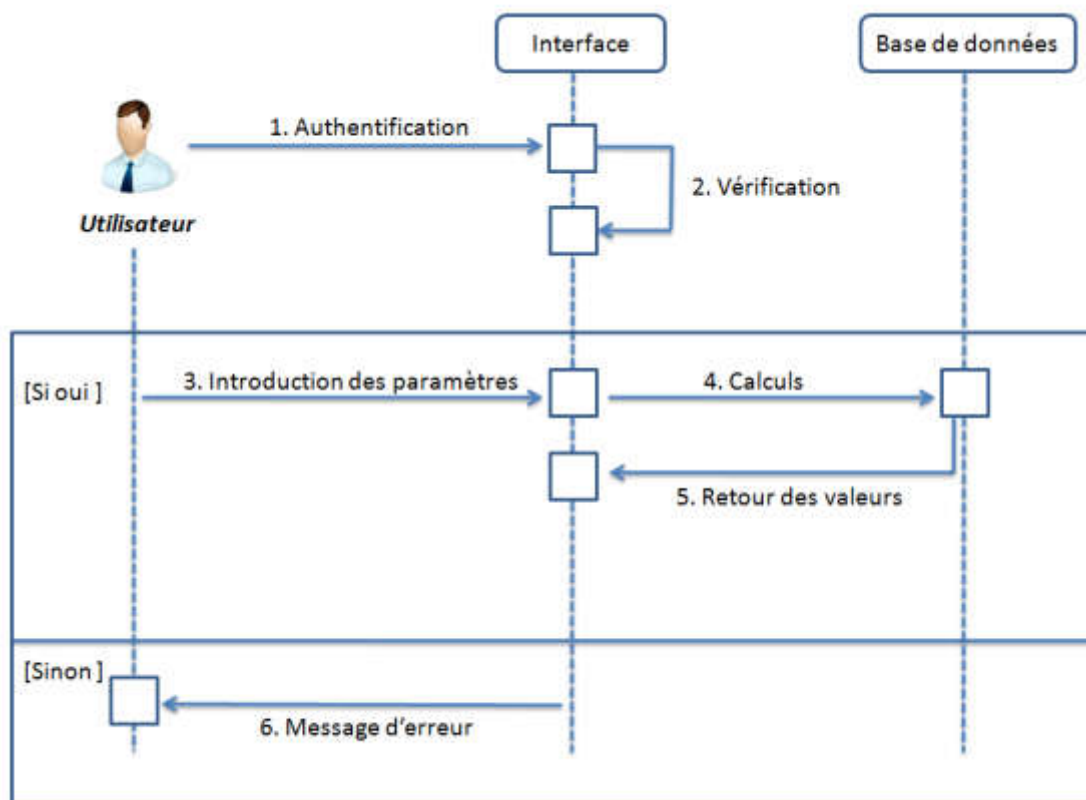 Interface
Base de données
1. Authentification
2. Vérification
Utilisateur
[Si oui ]
3. Introduction des paramètres
4. Calculs
5. Retour des valeurs
[Sinon ]
6. Message d’erreur